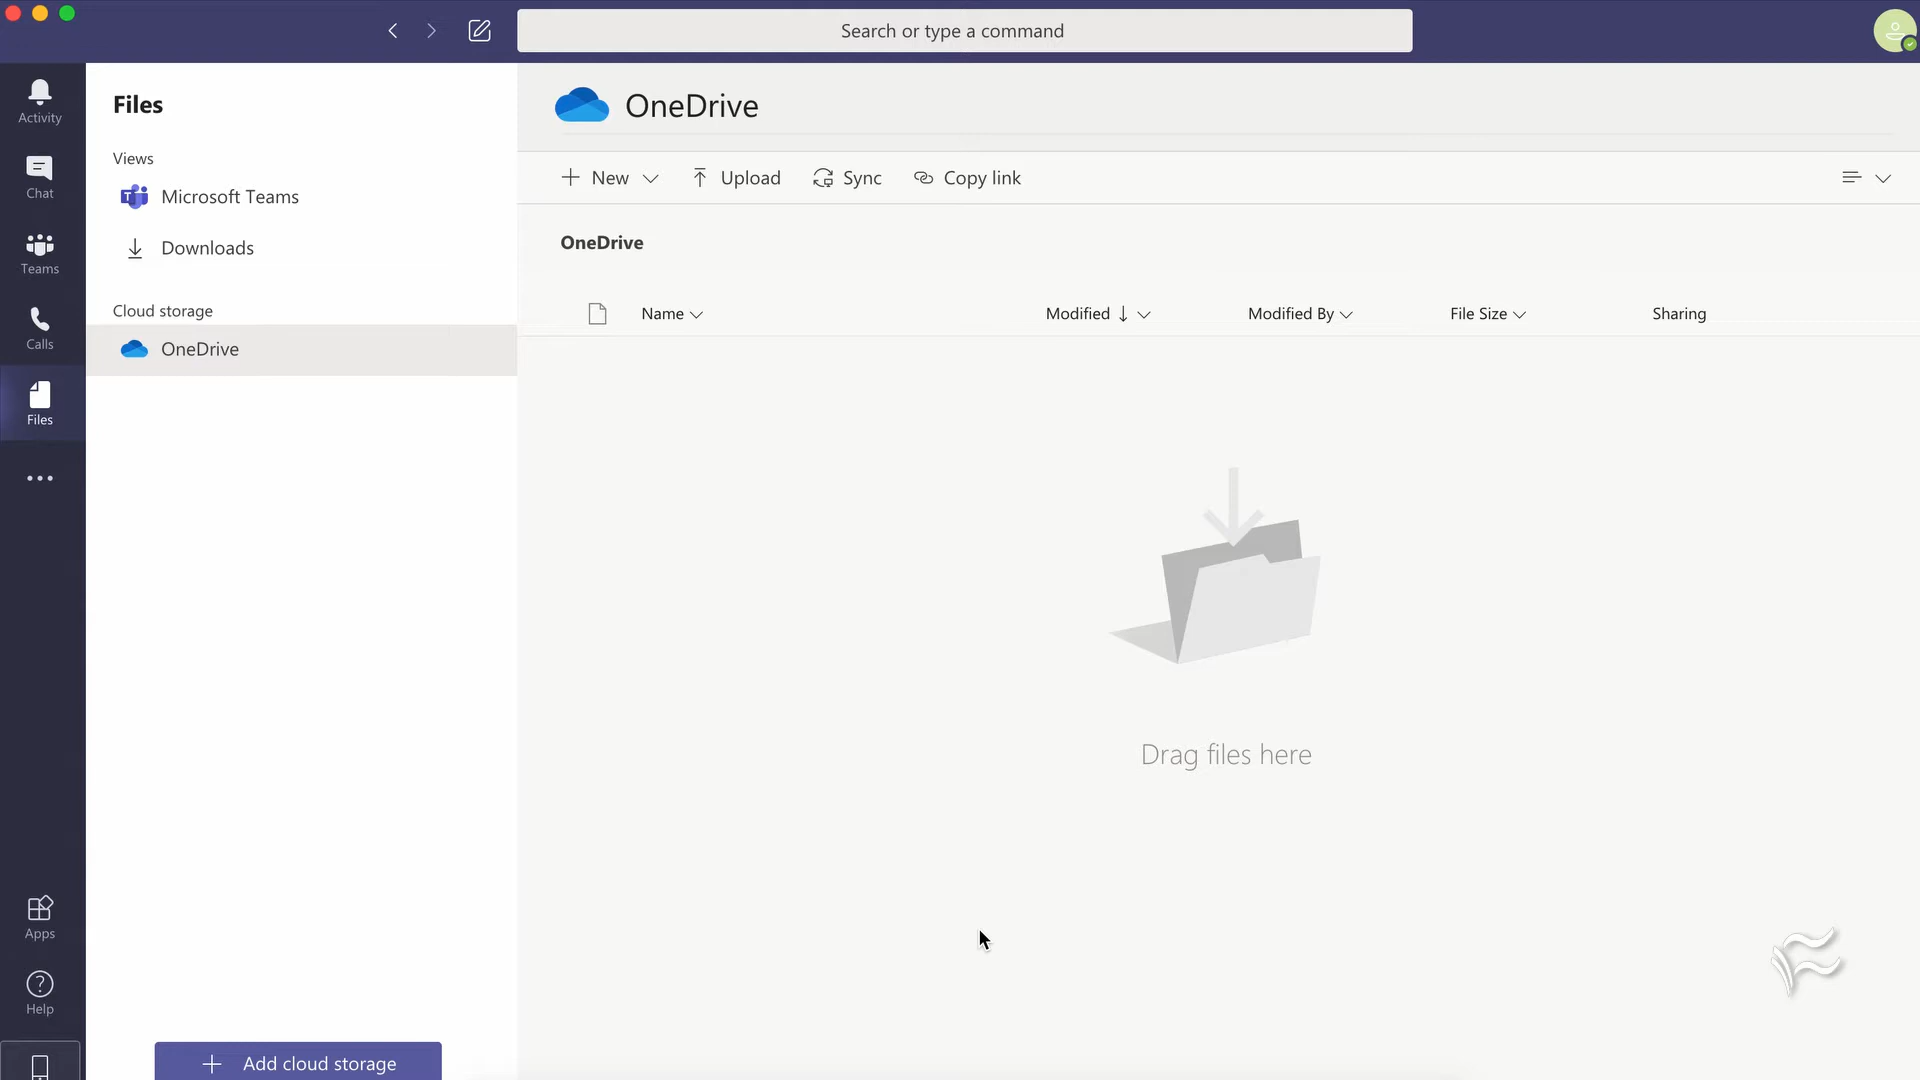 Search or type a command
Activity
Chat
Teams
Calls
Files
Apps
Help
Files
Views
Microsoft Teams
Downloads
Cloud storage
OneDrive
Add cloud storage
OneDrive
New
Upload
Sync
Copy link
OneDrive
Name
Modified
Modified By
File Size
Sharing
Drag files here